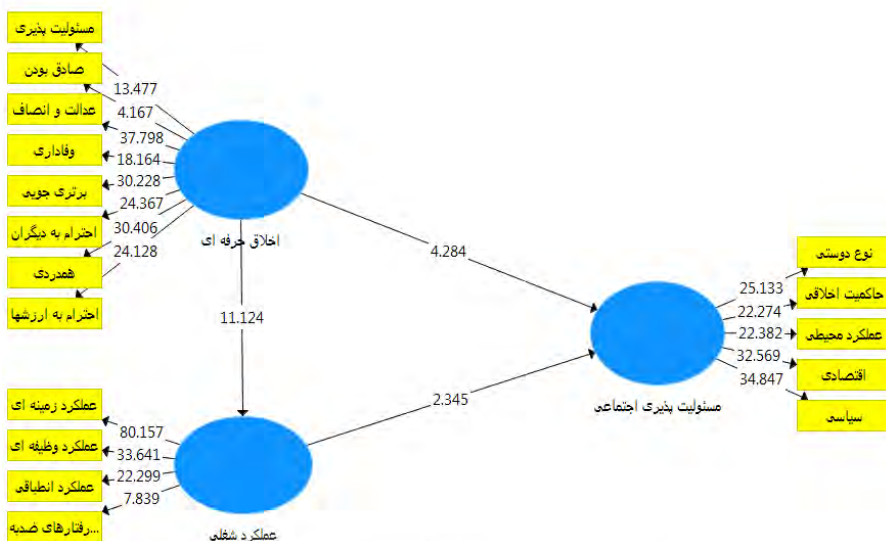 مسئولیت پذیری
صادق بودن
عدالت و انصاف
وفاداری
برتری جویی
احترام به دیگران
همدردی
احترام به ارزشها
13.477
4.167
37.798
18.164
30.228
24.367
30.406
24.128
اخلاق حرفه ای
4.284
11.124
2.345
عملکرد زمینه ای
عملکرد وظیفه ای
عملکرد انطباقی
رفتارهای ضدبه...
80.157
33.641
22.299
7.839
عملکرد شغلی
مسئولیت پذیری اجتماعی
25.133
22.274
22.382
32.569
34.847
نوع دوستی
حاکمیت اخلاقی
عملکرد محیطی
اقتصادی
سیاسی